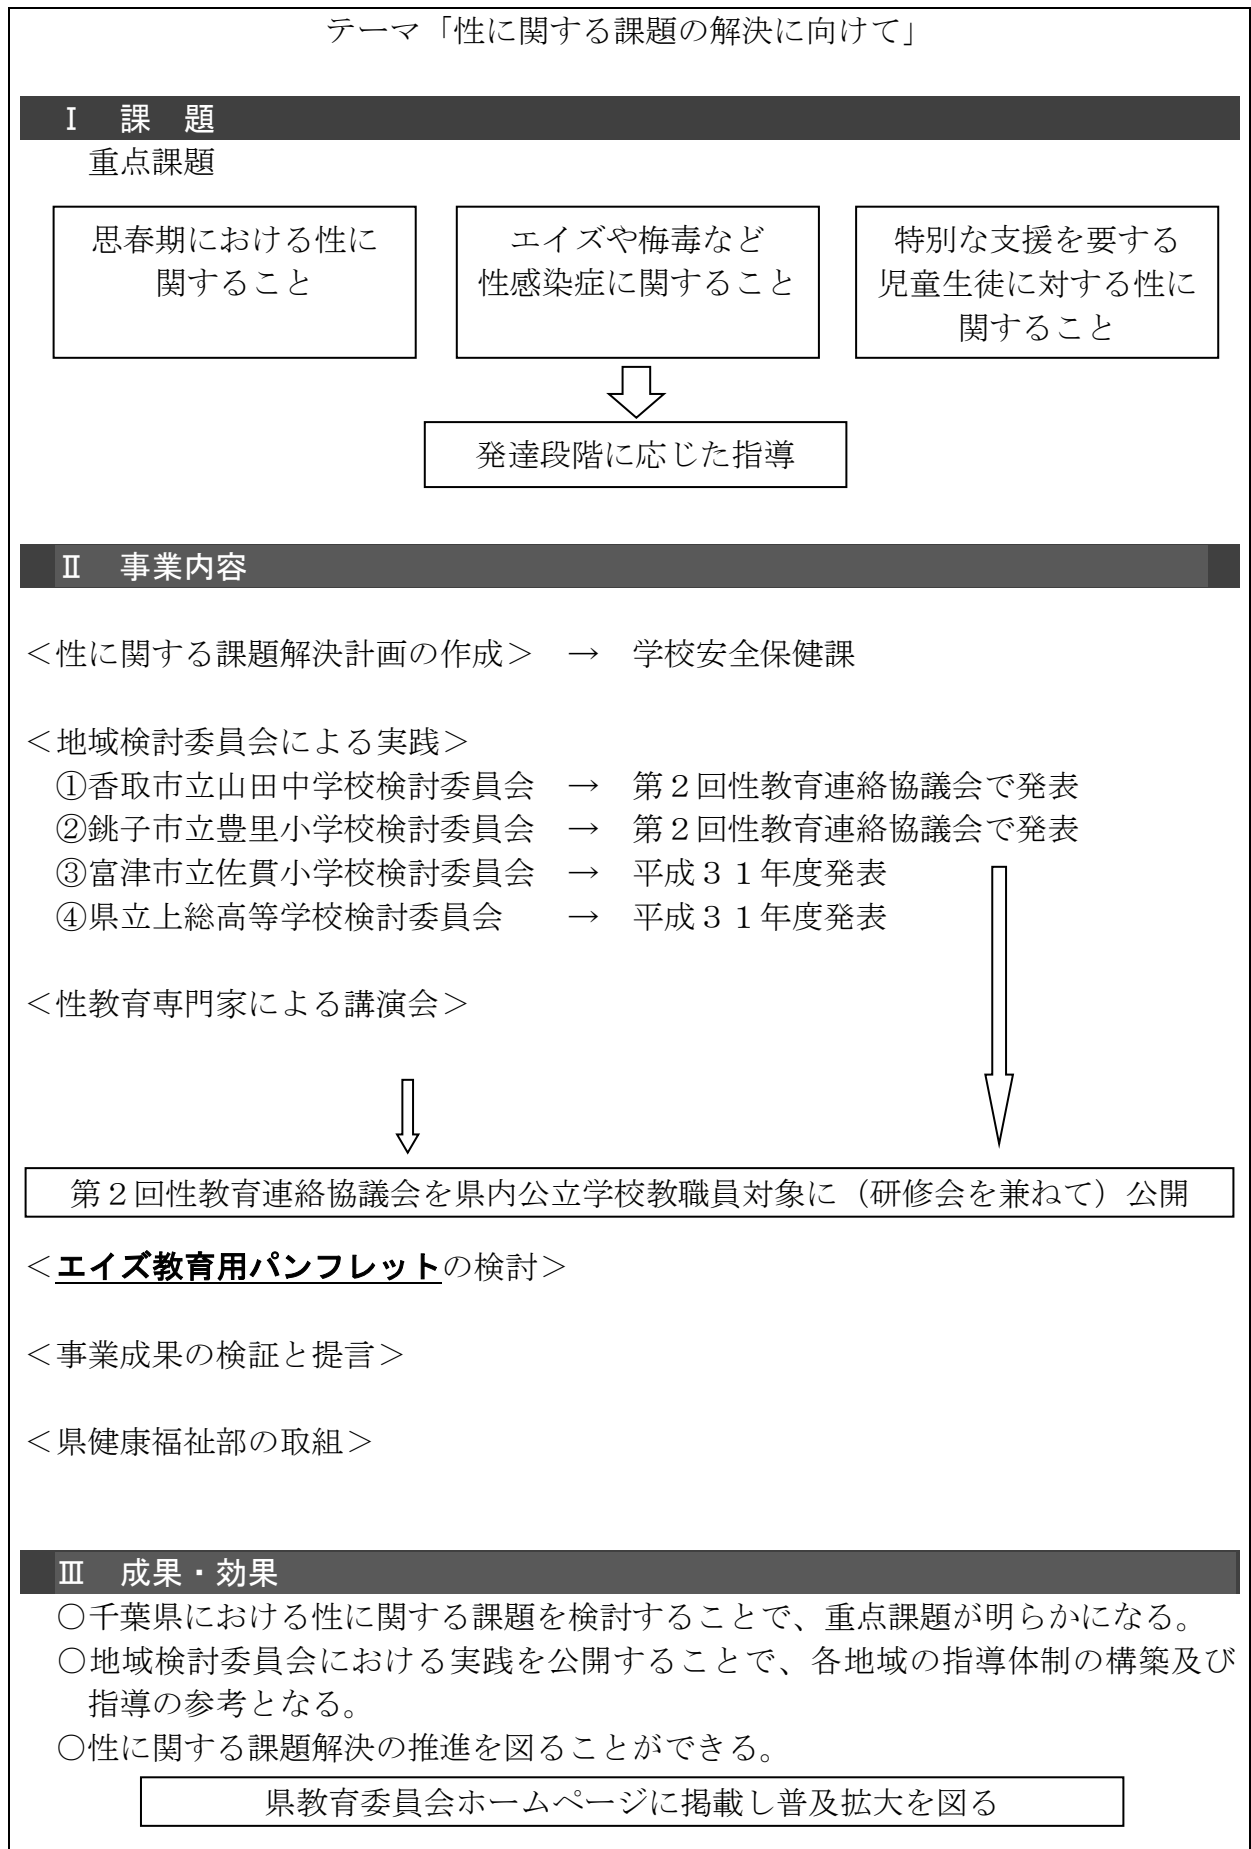 テーマ「性に関する課題の解決に向けて」
Ⅰ　課　題
重点課題
思春期における性に
関すること
エイズや梅毒など
性感染症に関すること
特別な支援を要する
児童生徒に対する性に
関すること
発達段階に応じた指導
Ⅱ　事業内容
＜性に関する課題解決計画の作成＞　→　学校安全保健課
＜地域検討委員会による実践＞
①香取市立山田中学校検討委員会　→　第２回性教育連絡協議会で発表
②銚子市立豊里小学校検討委員会　→　第２回性教育連絡協議会で発表
③富津市立佐貫小学校検討委員会　→　平成３１年度発表
④県立上総高等学校検討委員会　　→　平成３１年度発表
＜性教育専門家による講演会＞
第２回性教育連絡協議会を県内公立学校教職員対象に（研修会を兼ねて）公開
＜エイズ教育用パンフレットの検討＞
＜事業成果の検証と提言＞
＜県健康福祉部の取組＞
Ⅲ　成果・効果
○千葉県における性に関する課題を検討することで、重点課題が明らかになる。
○地域検討委員会における実践を公開することで、各地域の指導体制の構築及び
指導の参考となる。
○性に関する課題解決の推進を図ることができる。
県教育委員会ホームページに掲載し普及拡大を図る